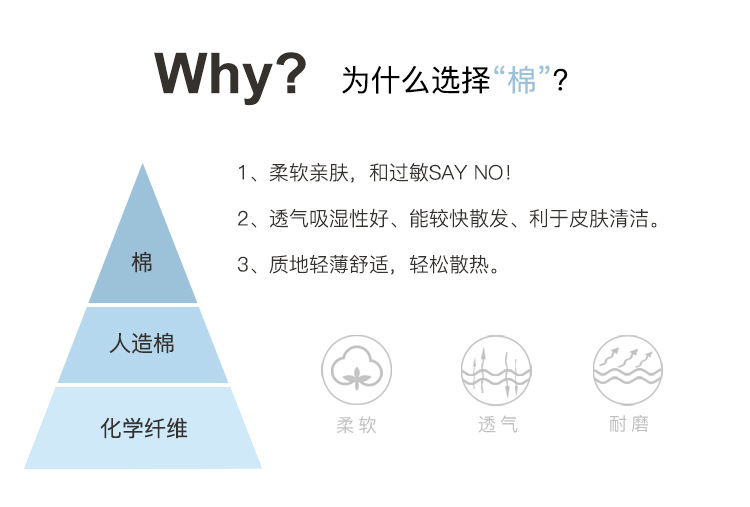 Why? 为什么选择“棉”?
1、柔软亲肤，和过敏SAY NO!
2、透气吸湿性好、能较快散发、利于皮肤清洁。
3、质地轻薄舒适，轻松散热。
棉
人造棉
化学纤维
柔软 透气 耐磨